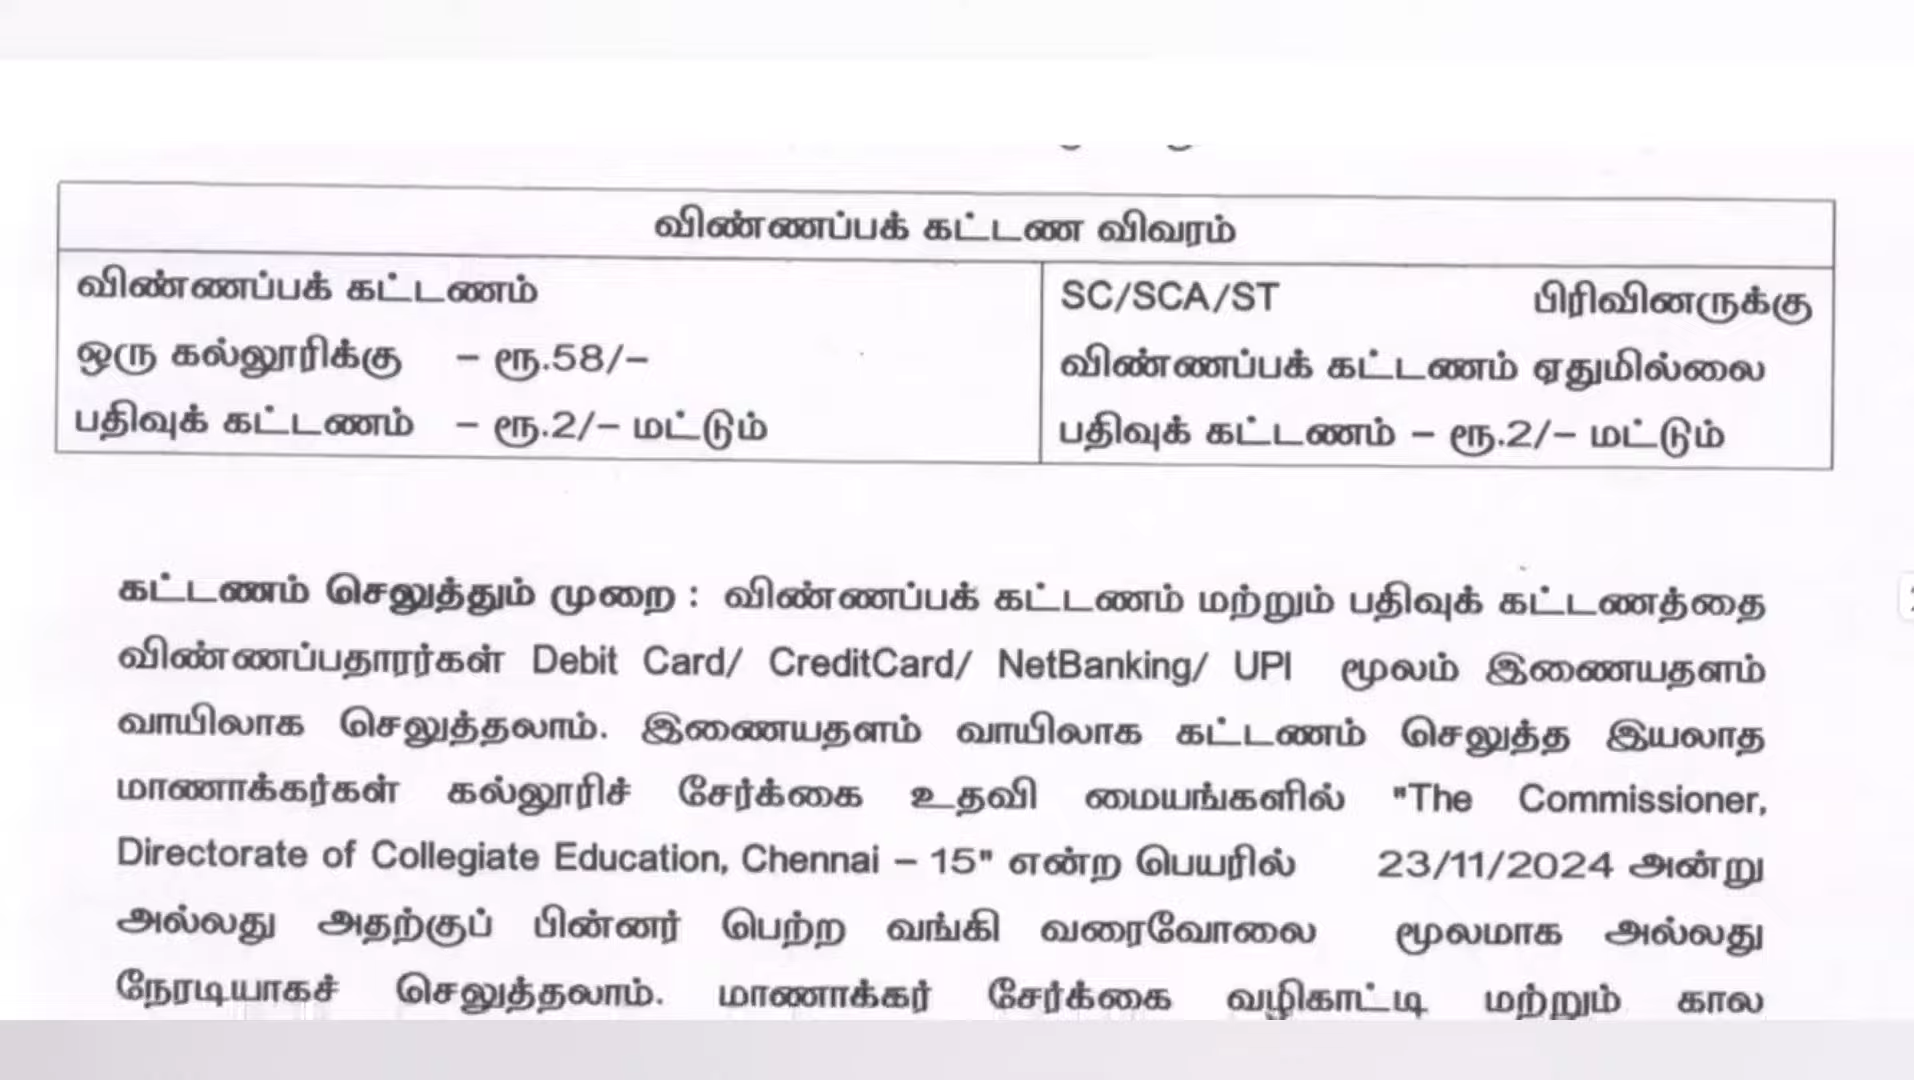 விண்ணப்பக் கட்டண விவரம்
விண்ணப்பக் கட்டணம்
ஒரு கல்லூரிக்கு – ரூ.58/–
பதிவுக் கட்டணம் – ரூ.2/– மட்டும்
SC/SCA/ST பிரிவினருக்கு
விண்ணப்பக் கட்டணம் ஏதுமில்லை
பதிவுக் கட்டணம் – ரூ.2/– மட்டும்
கட்டணம் செலுத்தும் முறை : விண்ணப்பக் கட்டணம் மற்றும் பதிவுக் கட்டணத்தை
விண்ணப்பதாரர்கள் Debit Card/ CreditCard/ NetBanking/ UPI மூலம் இணையதளம்
வாயிலாக செலுத்தலாம். இணையதளம் வாயிலாக கட்டணம் செலுத்த இயலாத
மாணாக்கர்கள் கல்லூரிச் சேர்க்கை உதவி மையங்களில் "The Commissioner,
Directorate of Collegiate Education, Chennai – 15" என்ற பெயரில் 23/11/2024 அன்று
அல்லது அதற்குப் பின்னர் பெற்ற வங்கி வரைவோலை மூலமாக அல்லது
நேரடியாகச் செலுத்தலாம். மாணாக்கர் சேர்க்கை வழிகாட்டி மற்றும் கால